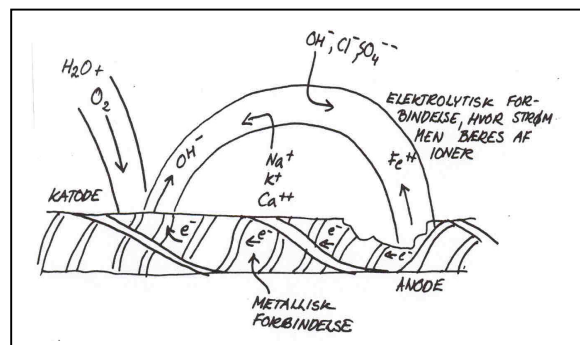 H₂O +
O₂
OH⁻, Cl⁻, SO₄⁻⁻
ELEKTROLYTISK FOR-
BINDELSE, HVOR STRØM
MEN BÆRES AF
IONER
OH⁻
Na⁺
K⁺
Ca⁺⁺
Fe⁺⁺
KATODE
e⁻
e⁻
e⁻
e⁻
ANODE
METALLISK
FORBINDELSE